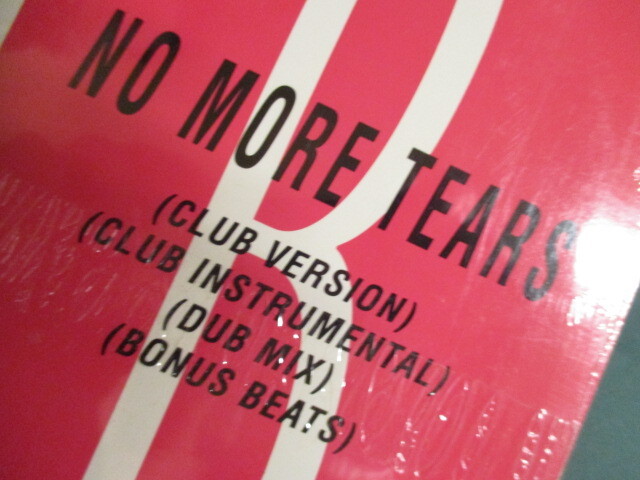 NO MORE TEARS
(CLUB VERSION)
(CLUB INSTRUMENTAL)
(DUB MIX)
(BONUS BEATS)